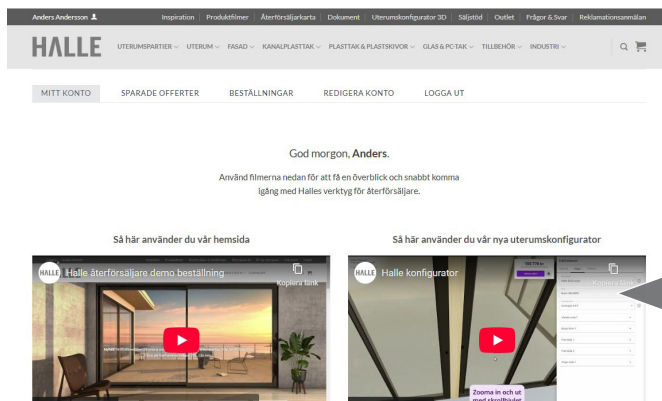 Anders Andersson
Inspiration | Produktfilmer | Återförsäljarkarta | Dokument | Uterumskonfigurator 3D | Säljstöd | Outlet | Frågor & Svar | Reklamationsanmälan
HALLE
UTERUMSPARTIER UTERUM FASAD KANALPLASTTAK PLASTTAK & PLASTSKIVOR GLAS & PC-TAK TILLBEHÖR INDUSTRI
MITT KONTO SPARADE OFFERTER BESTÄLLNINGAR REDIGERA KONTO LOGGA UT
God morgon, Anders.
Använd filmerna nedan för att få en överblick och snabbt komma
igång med Halles verktyg för återförsäljare.
Så här använder du vår hemsida
HALLE Halle återförsäljare demo beställning
Kopiera länk
Så här använder du vår nya uterumskonfigurator
HALLE Halle konfigurator
Kopiera länk
Zooma in och ut
med skrollhjulet